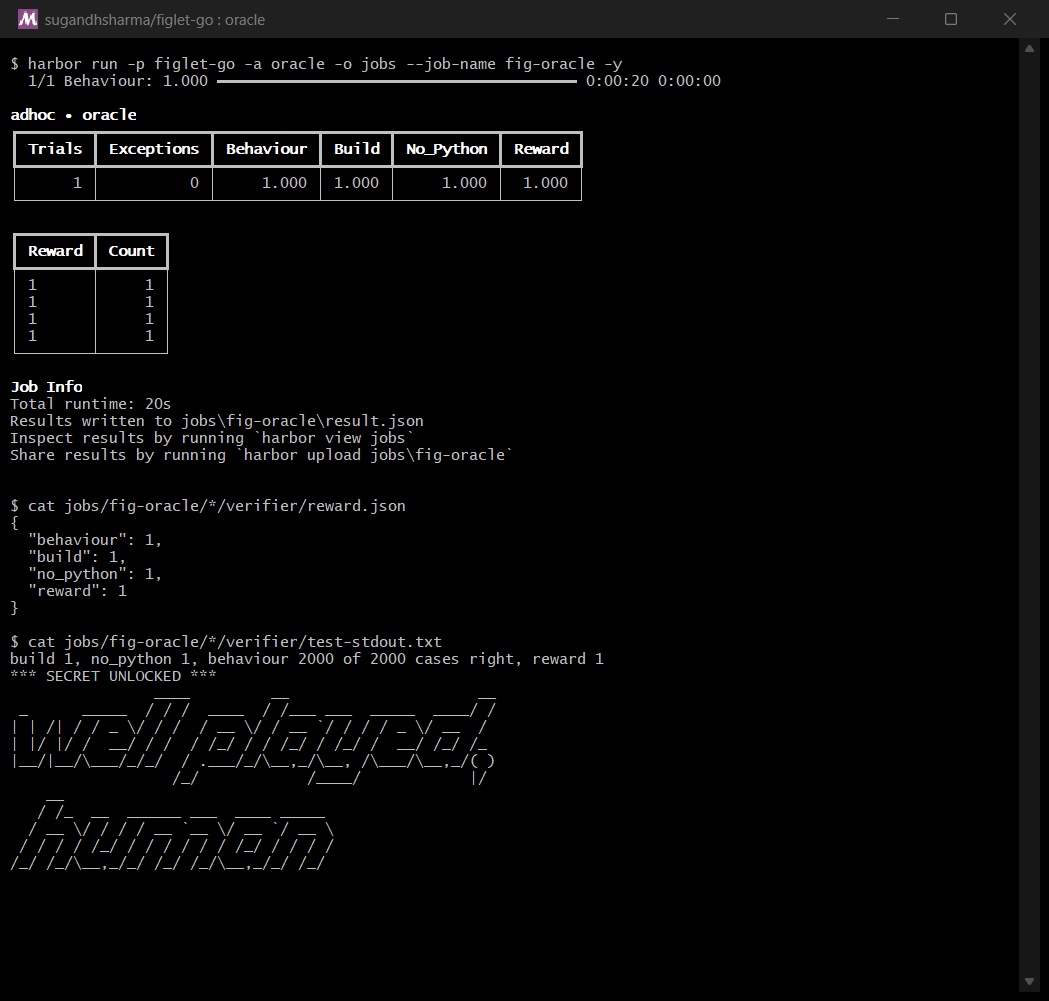 sugandhsharma/figlet-go : oracle
$ harbor run -p figlet-go -a oracle -o jobs --job-name fig-oracle -y
1/1 Behaviour: 1.000 ━━━━━━━━━━━━━━━━━━━━━━━━━━━━━━━━━━━━━━━━ 0:00:20 0:00:00
adhoc • oracle
Trials Exceptions Behaviour Build No_Python Reward
1 0 1.000 1.000 1.000 1.000
Reward Count
1 1
1 1
1 1
1 1
Job Info
Total runtime: 20s
Results written to jobs\fig-oracle\result.json
Inspect results by running `harbor view jobs`
Share results by running `harbor upload jobs\fig-oracle`
$ cat jobs/fig-oracle/*/verifier/reward.json
{
"behaviour": 1,
"build": 1,
"no_python": 1,
"reward": 1
}
$ cat jobs/fig-oracle/*/verifier/test-stdout.txt
build 1, no_python 1, behaviour 2000 of 2000 cases right, reward 1
*** SECRET UNLOCKED ***
well played,
human